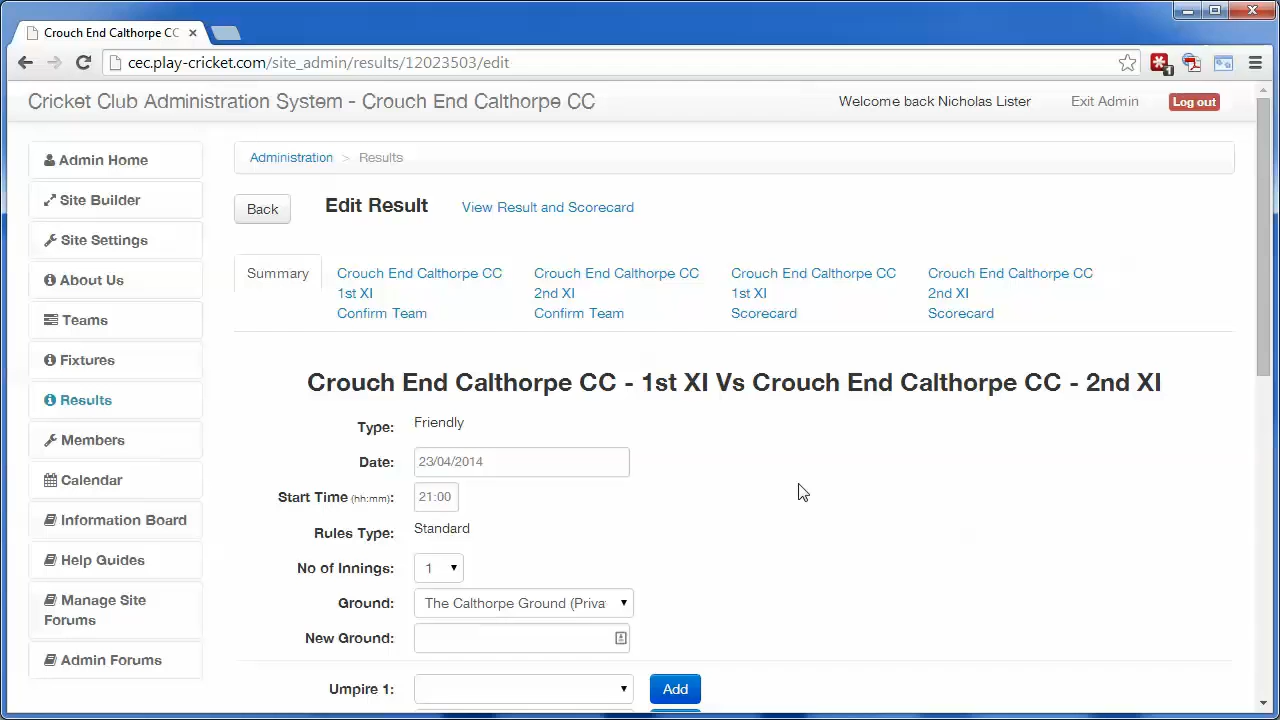 Crouch End Calthorpe CC
cec.play-cricket.com/site_admin/results/12023503/edit
1
Cricket Club Administration System - Crouch End Calthorpe CC
Welcome back Nicholas Lister
Exit Admin
Log out
Admin Home
Site Builder
Site Settings
About Us
Teams
Fixtures
Results
Members
Calendar
Information Board
Help Guides
Manage Site
Forums
Admin Forums
Administration > Results
Back
Edit Result
View Result and Scorecard
Summary
Crouch End Calthorpe CC
1st XI
Confirm Team
Crouch End Calthorpe CC
2nd XI
Confirm Team
Crouch End Calthorpe CC
1st XI
Scorecard
Crouch End Calthorpe CC
2nd XI
Scorecard
Crouch End Calthorpe CC - 1st XI Vs Crouch End Calthorpe CC - 2nd XI
Type: Friendly
Date: 23/04/2014
Start Time (hh:mm): 21:00
Rules Type: Standard
No of Innings: 1
Ground: The Calthorpe Ground (Priva
New Ground:
Umpire 1:
Add